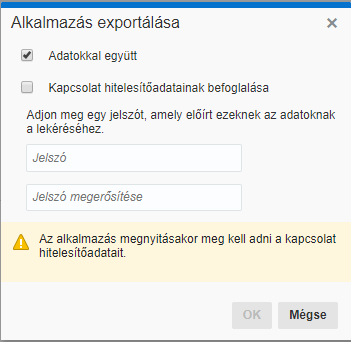 Alkalmazás exportálása
Adatokkal együtt
Kapcsolat hitelesítőadatainak befoglalása
Adjon meg egy jelszót, amely előírt ezeknek az adatoknak
a lekéréséhez.
Jelszó
Jelszó megerősítése
Az alkalmazás megnyitásakor meg kell adni a kapcsolat
hitelesítőadatait.
OK Mégse